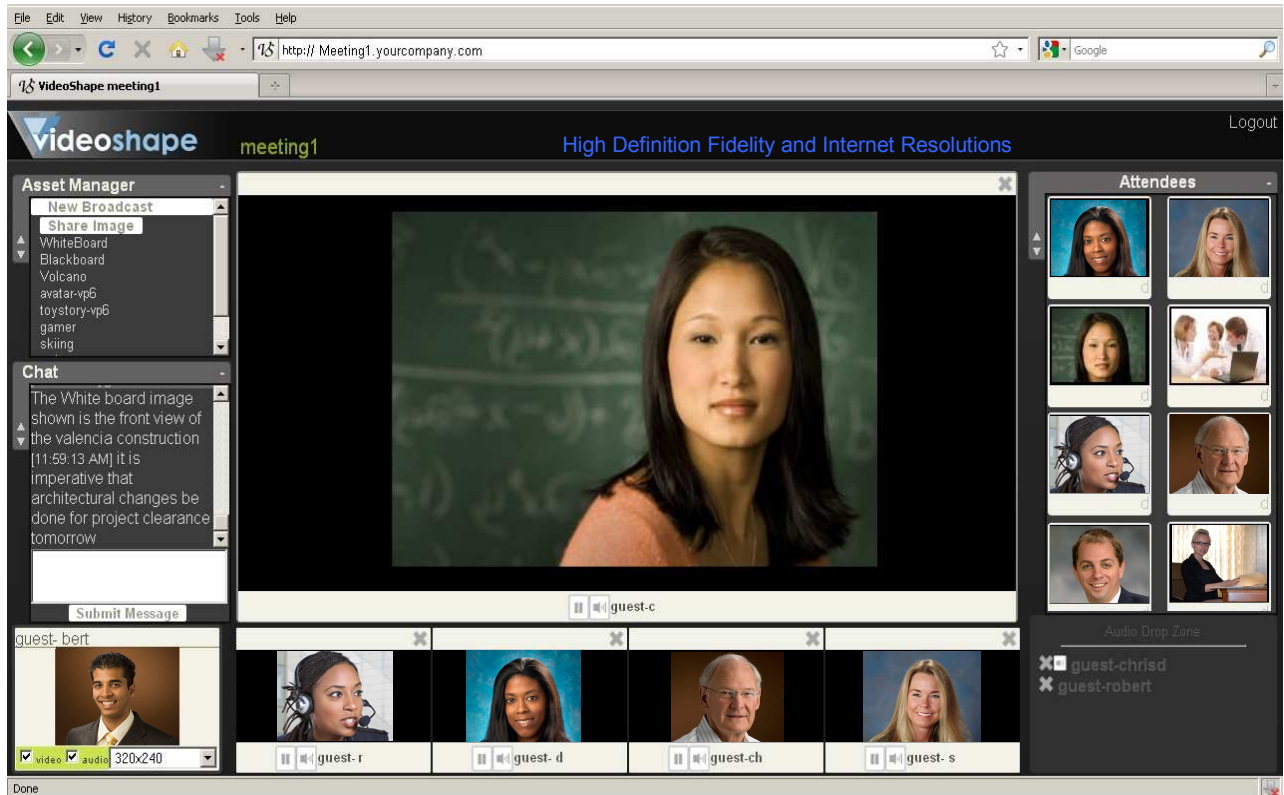 File Edit View History Bookmarks Tools Help
http:// Meeting1.yourcompany.com
Google
VideoShape meeting1
videoshape
meeting1
High Definition Fidelity and Internet Resolutions
Logout
Asset Manager -
New Broadcast
Share Image
WhiteBoard
Blackboard
Volcano
avatar-vp6
toystory-vp6
gamer
skiing
Chat -
The White board image
shown is the front view of
the valencia construction
[11:59:13 AM] it is
imperative that
architectural changes be
done for project clearance
tomorrow
Submit Message
guest-c
Attendees -
d
d
d
d
d
d
guest- bert
video audio 320x240
guest- r
guest- d
guest-ch
guest- s
Audio Drop Zone
guest-chrisd
guest-robert
Done